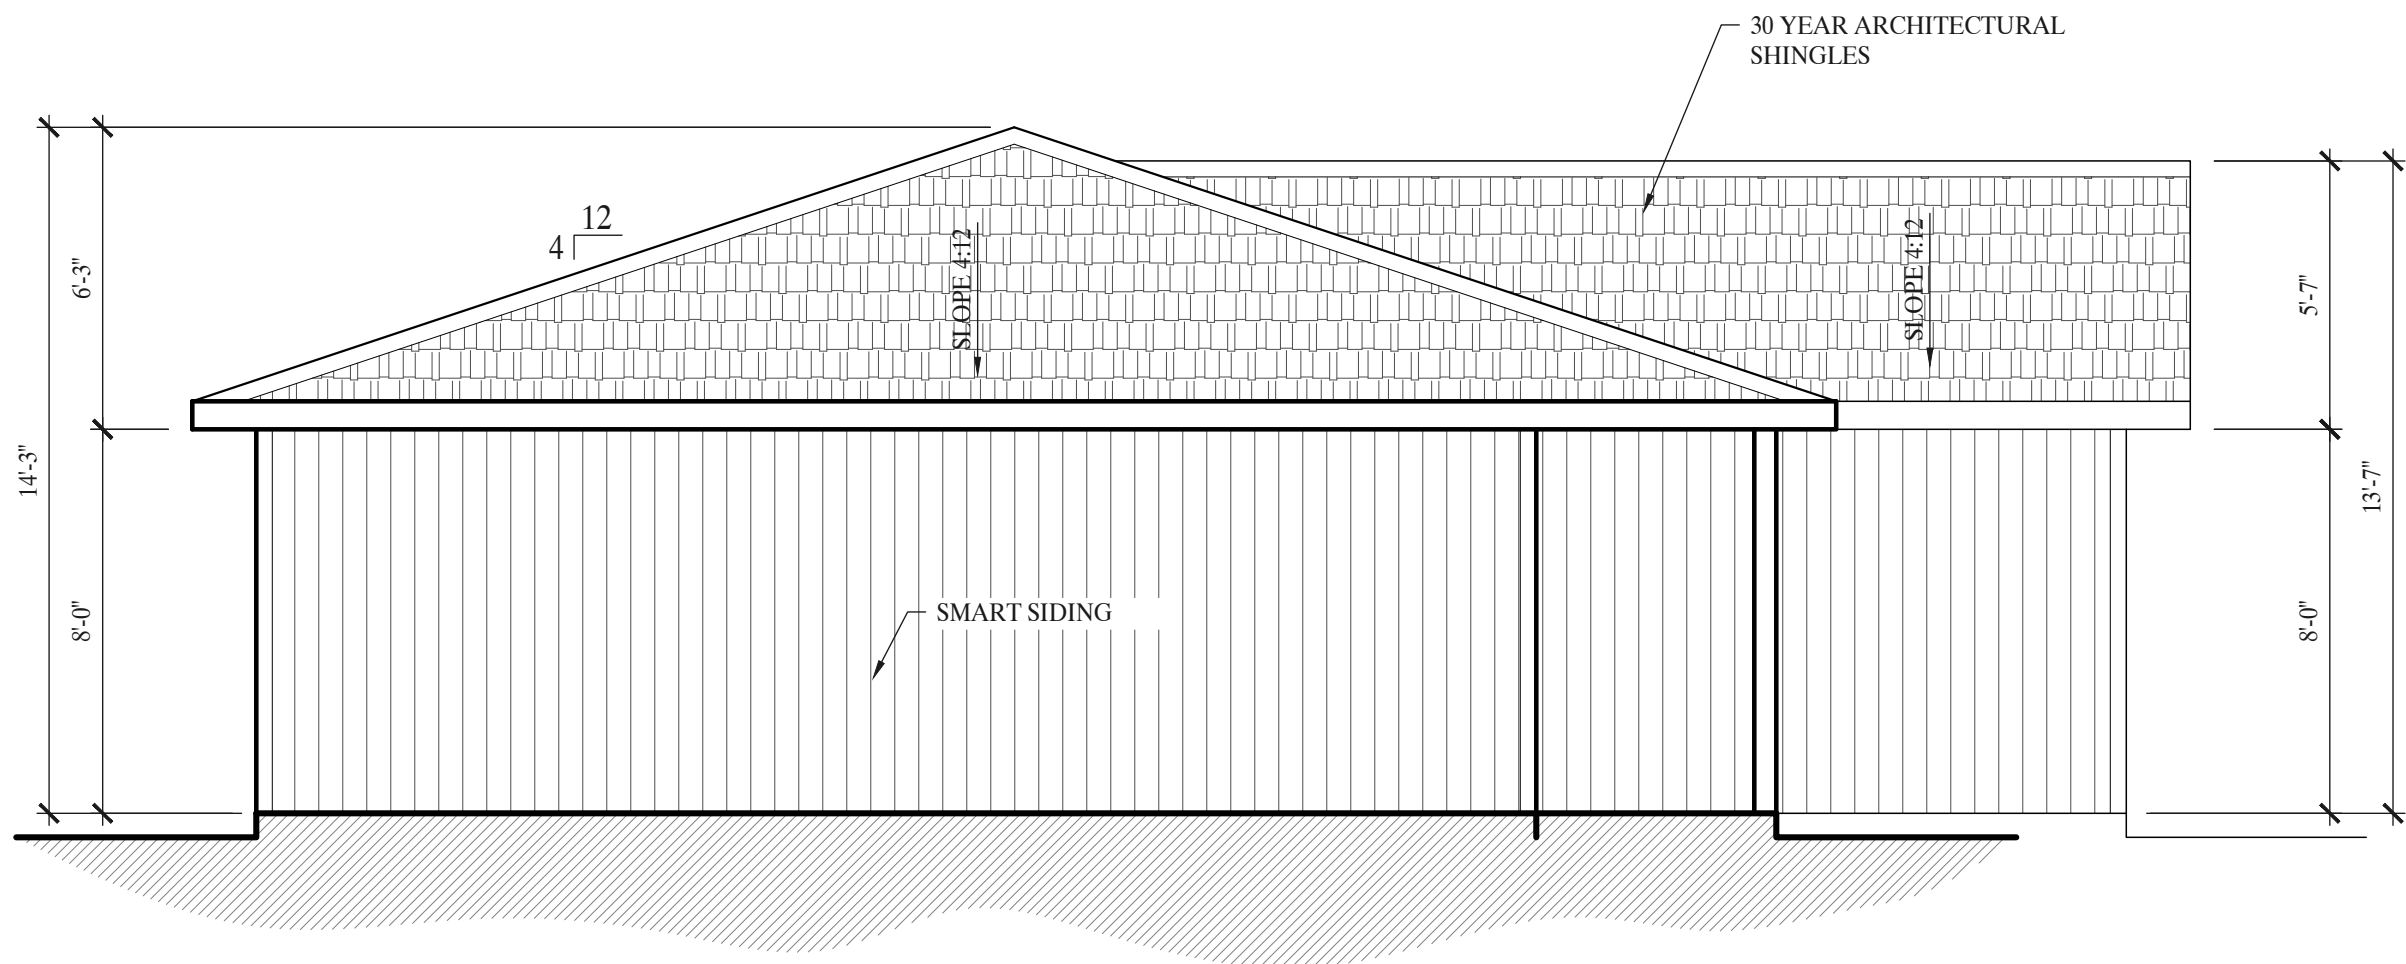 30 YEAR ARCHITECTURAL
SHINGLES
12
4
SLOPE 4:12
SLOPE 4:12
6'-3"
14'-3"
8'-0"
5'-7"
13'-7"
8'-0"
SMART SIDING